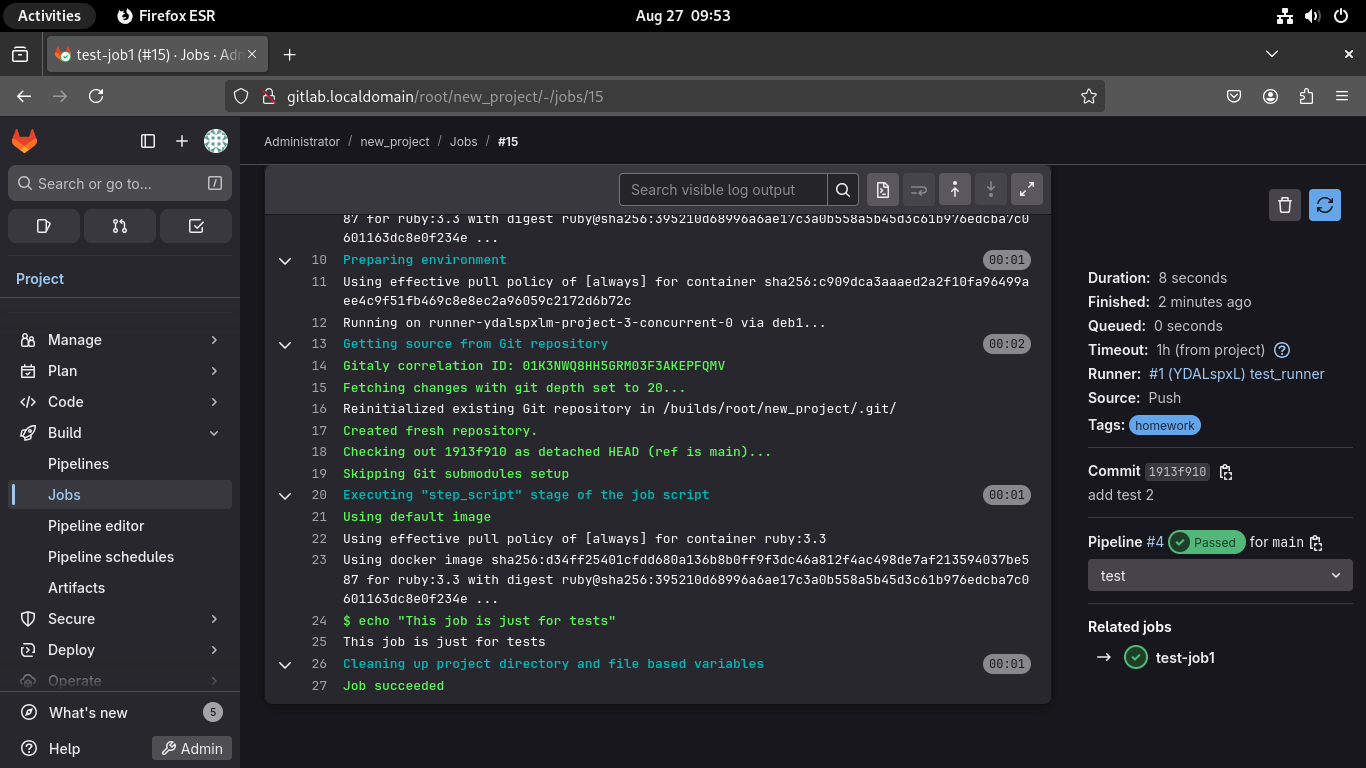 Activities
Firefox ESR
Aug 27 09:53
test-job1 (#15) · Jobs · Adm
gitlab.localdomain/root/new_project/-/jobs/15
Search or go to...
Project
Manage
Plan
Code
Build
Pipelines
Jobs
Pipeline editor
Pipeline schedules
Artifacts
Secure
Deploy
Operate
What's new 5
Help
Admin
Administrator / new_project / Jobs / #15
Search visible log output
87 for ruby:3.3 with digest ruby@sha256:395210d68996a6ae17c3a0b558a5b45d3c61b976edcba7c0
601163dc8e0f234e ...
10 Preparing environment 00:01
11 Using effective pull policy of [always] for container sha256:c909dca3aaaed2a2f10fa96499a
ee4c9f51fb469c8e8ec2a96059c2172d6b72c
12 Running on runner-ydalspxlm-project-3-concurrent-0 via deb1...
13 Getting source from Git repository 00:02
14 Gitaly correlation ID: 01K3NWQ8HH5GRM03F3AKEPFQMV
15 Fetching changes with git depth set to 20...
16 Reinitialized existing Git repository in /builds/root/new_project/.git/
17 Created fresh repository.
18 Checking out 1913f910 as detached HEAD (ref is main)...
19 Skipping Git submodules setup
20 Executing "step_script" stage of the job script 00:01
21 Using default image
22 Using effective pull policy of [always] for container ruby:3.3
23 Using docker image sha256:d34ff25401cfdd680a136b8b0ff9f3dc46a812f4ac498de7af213594037be5
87 for ruby:3.3 with digest ruby@sha256:395210d68996a6ae17c3a0b558a5b45d3c61b976edcba7c0
601163dc8e0f234e ...
24 $ echo "This job is just for tests"
25 This job is just for tests
26 Cleaning up project directory and file based variables 00:01
27 Job succeeded
Duration: 8 seconds
Finished: 2 minutes ago
Queued: 0 seconds
Timeout: 1h (from project)
Runner: #1 (YDALspxL) test_runner
Source: Push
Tags: homework
Commit 1913f910
add test 2
Pipeline #4 Passed for main
test
Related jobs
test-job1